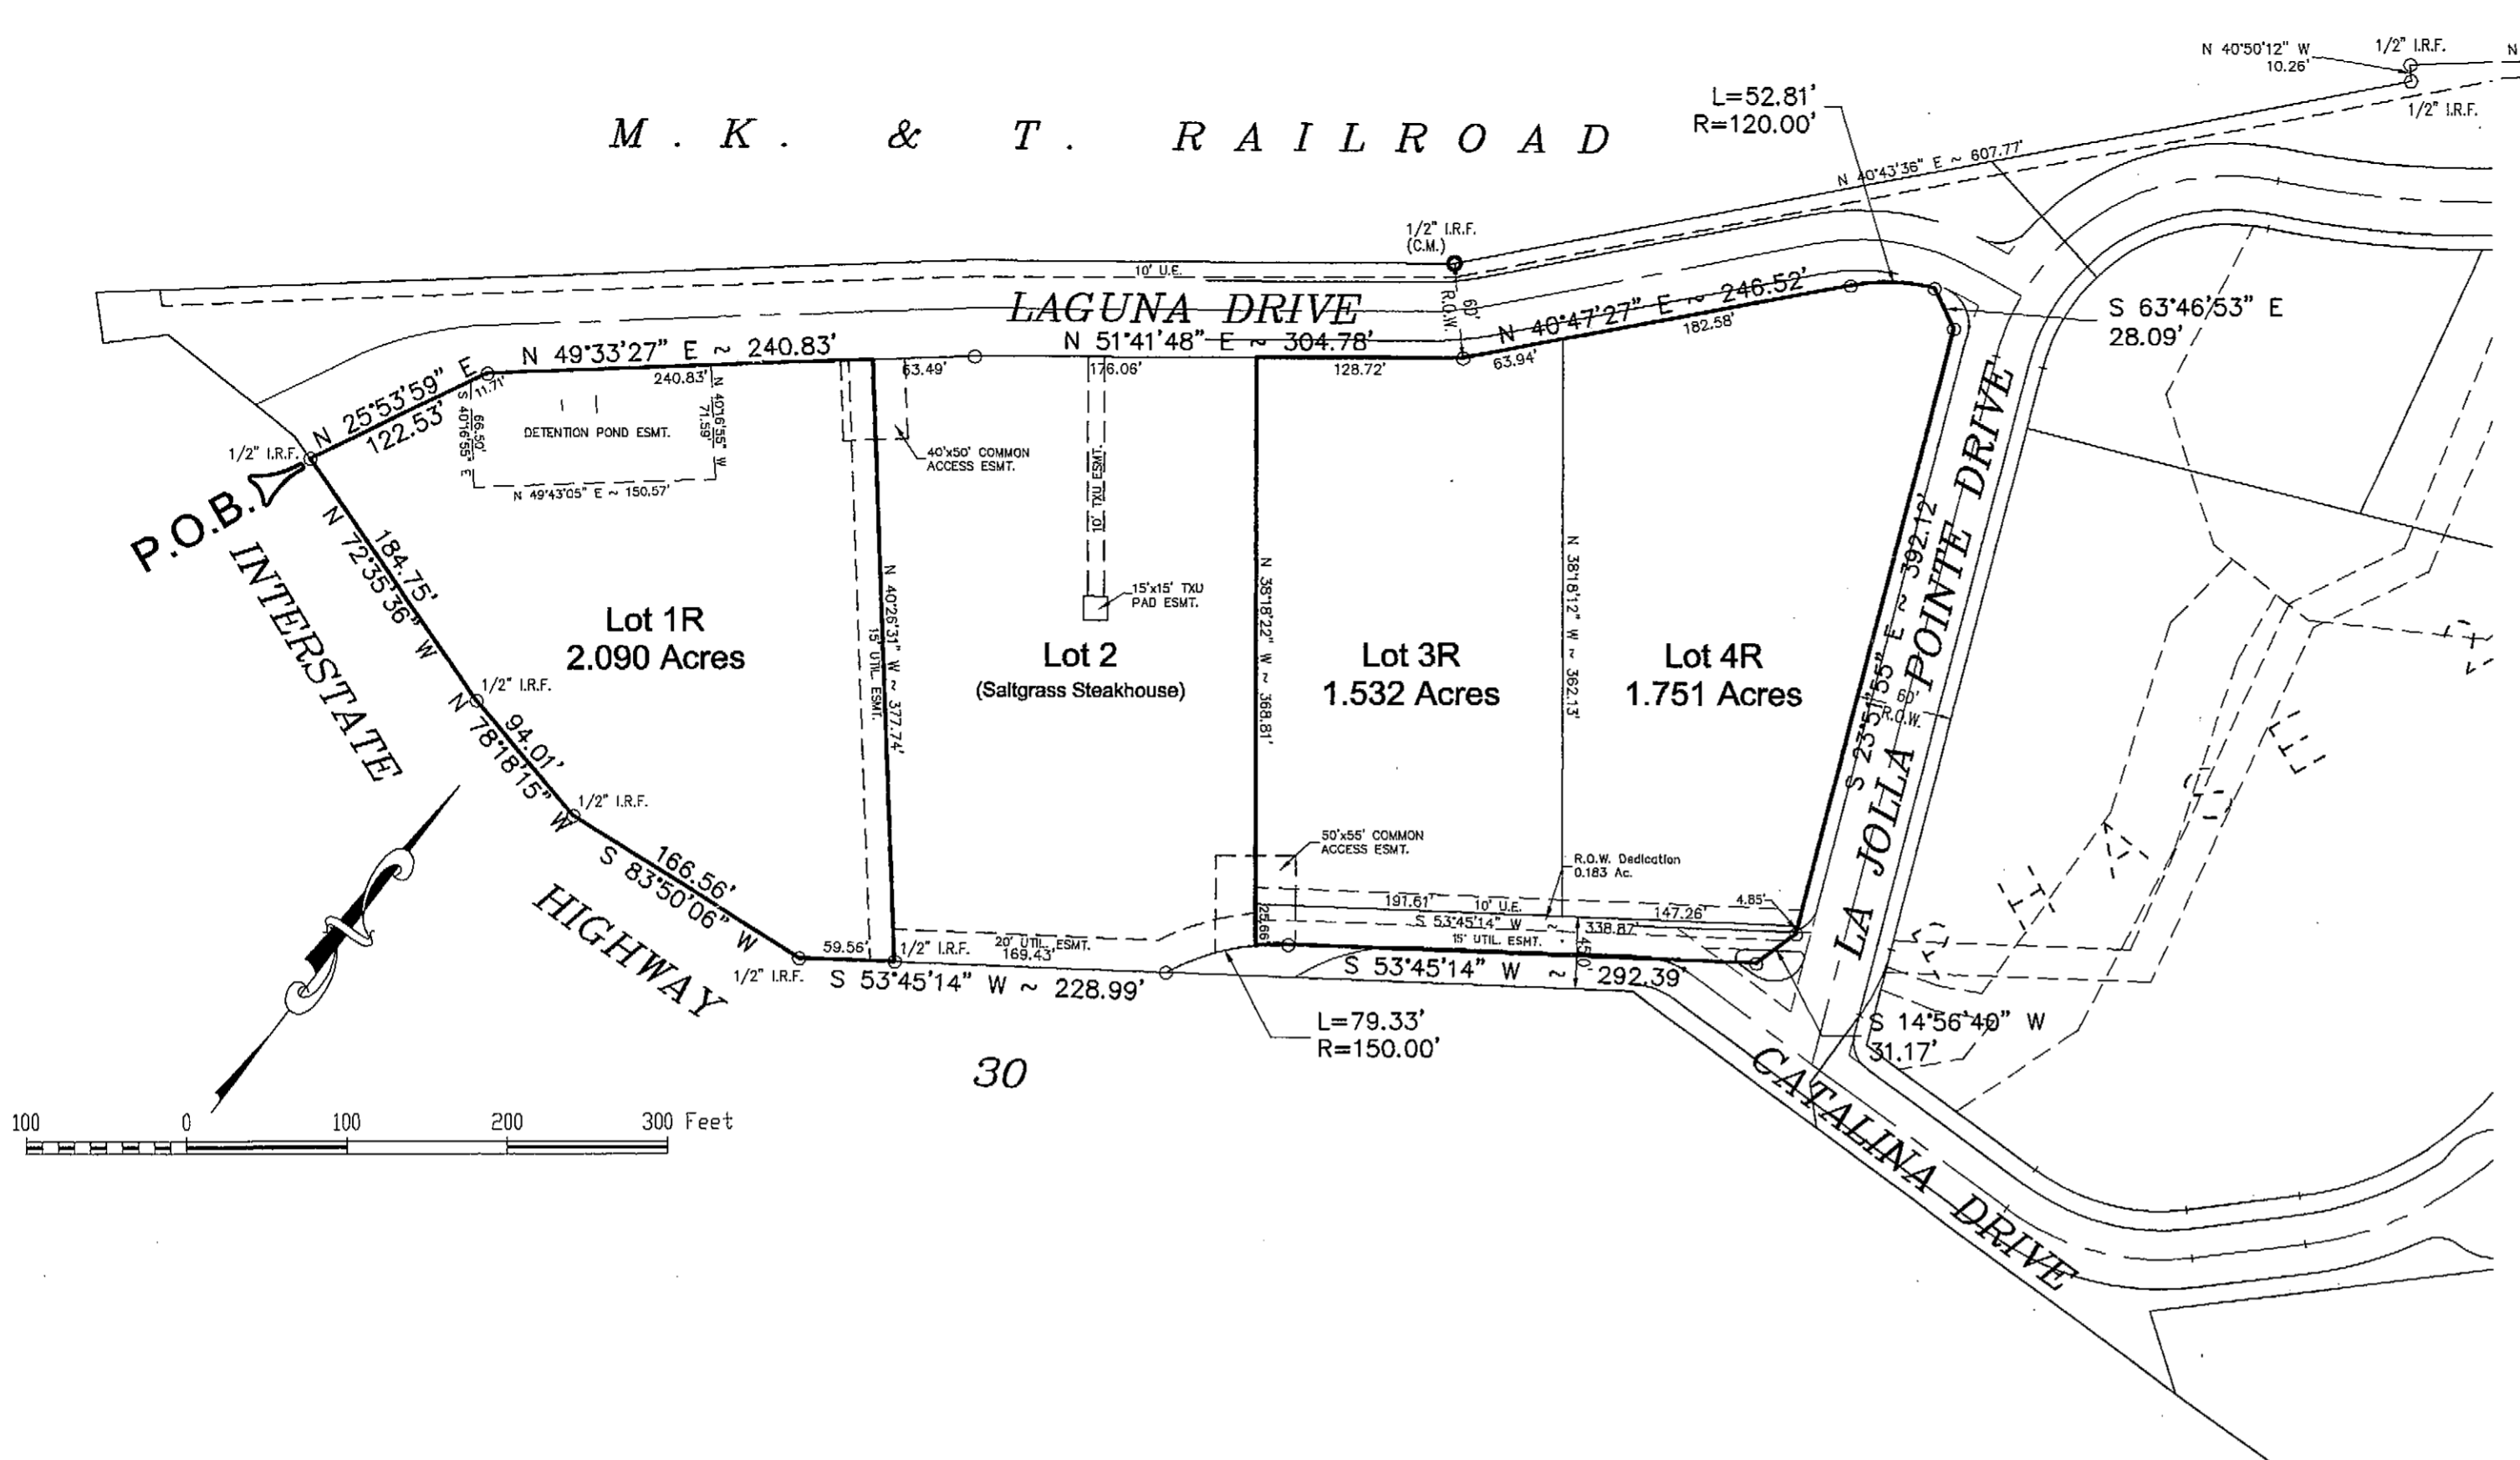 N 40°50'12" W
10.26'
1/2" I.R.F.
N
1/2" I.R.F.
L=52.81'
R=120.00'
M. K. & T. RAILROAD
N 40°43'36" E ~ 607.77'
1/2" I.R.F.
(C.M.)
10' U.E.
60'
R.O.W.
LAGUNA DRIVE
N 51°41'48" E ~ 304.78'
N 40°47'27" E ~ 246.52'
182.58'
63.94'
S 63°46'53" E
28.09'
N 49°33'27" E ~ 240.83'
240.83'
63.49'
176.06'
128.72'
N 25°53'59" E
122.53'
11.71'
S 40°16'55" E
66.50'
N 40°16'55" W
71.59'
DETENTION POND ESMT.
N 49°43'05" E ~ 150.57'
1/2" I.R.F.
P.O.B.
40'x50' COMMON
ACCESS ESMT.
10' TXU ESMT.
15'x15' TXU
PAD ESMT.
184.75'
N 72°35'36" W
INTERSTATE
Lot 1R
2.090 Acres
15' UTIL. ESMT.
N 40°26'31" W ~ 377.74'
Lot 2
(Saltgrass Steakhouse)
N 38°18'22" W ~ 368.81'
Lot 3R
1.532 Acres
N 38°18'12" W ~ 362.13'
Lot 4R
1.751 Acres
S 23°51'55" E ~ 392.12'
LA JOLLA POINTE DRIVE
60'
R.O.W.
1/2" I.R.F.
94.01'
N 78°18'15" W
1/2" I.R.F.
166.56'
S 83°50'06" W
HIGHWAY
50'x55' COMMON
ACCESS ESMT.
R.O.W. Dedication
0.183 Ac.
191.61'
10' U.E.
147.26'
4.85'
25.66'
S 53°45'14" W ~ 338.87'
15' UTIL. ESMT.
45.0'
59.56'
1/2" I.R.F.
1/2" I.R.F.
20' UTIL. ESMT.
169.43'
S 53°45'14" W ~ 228.99'
S 53°45'14" W ~ 292.39'
L=79.33'
R=150.00'
S 14°56'40" W
31.17'
30
CATALINA DRIVE
100 0 100 200 300 Feet